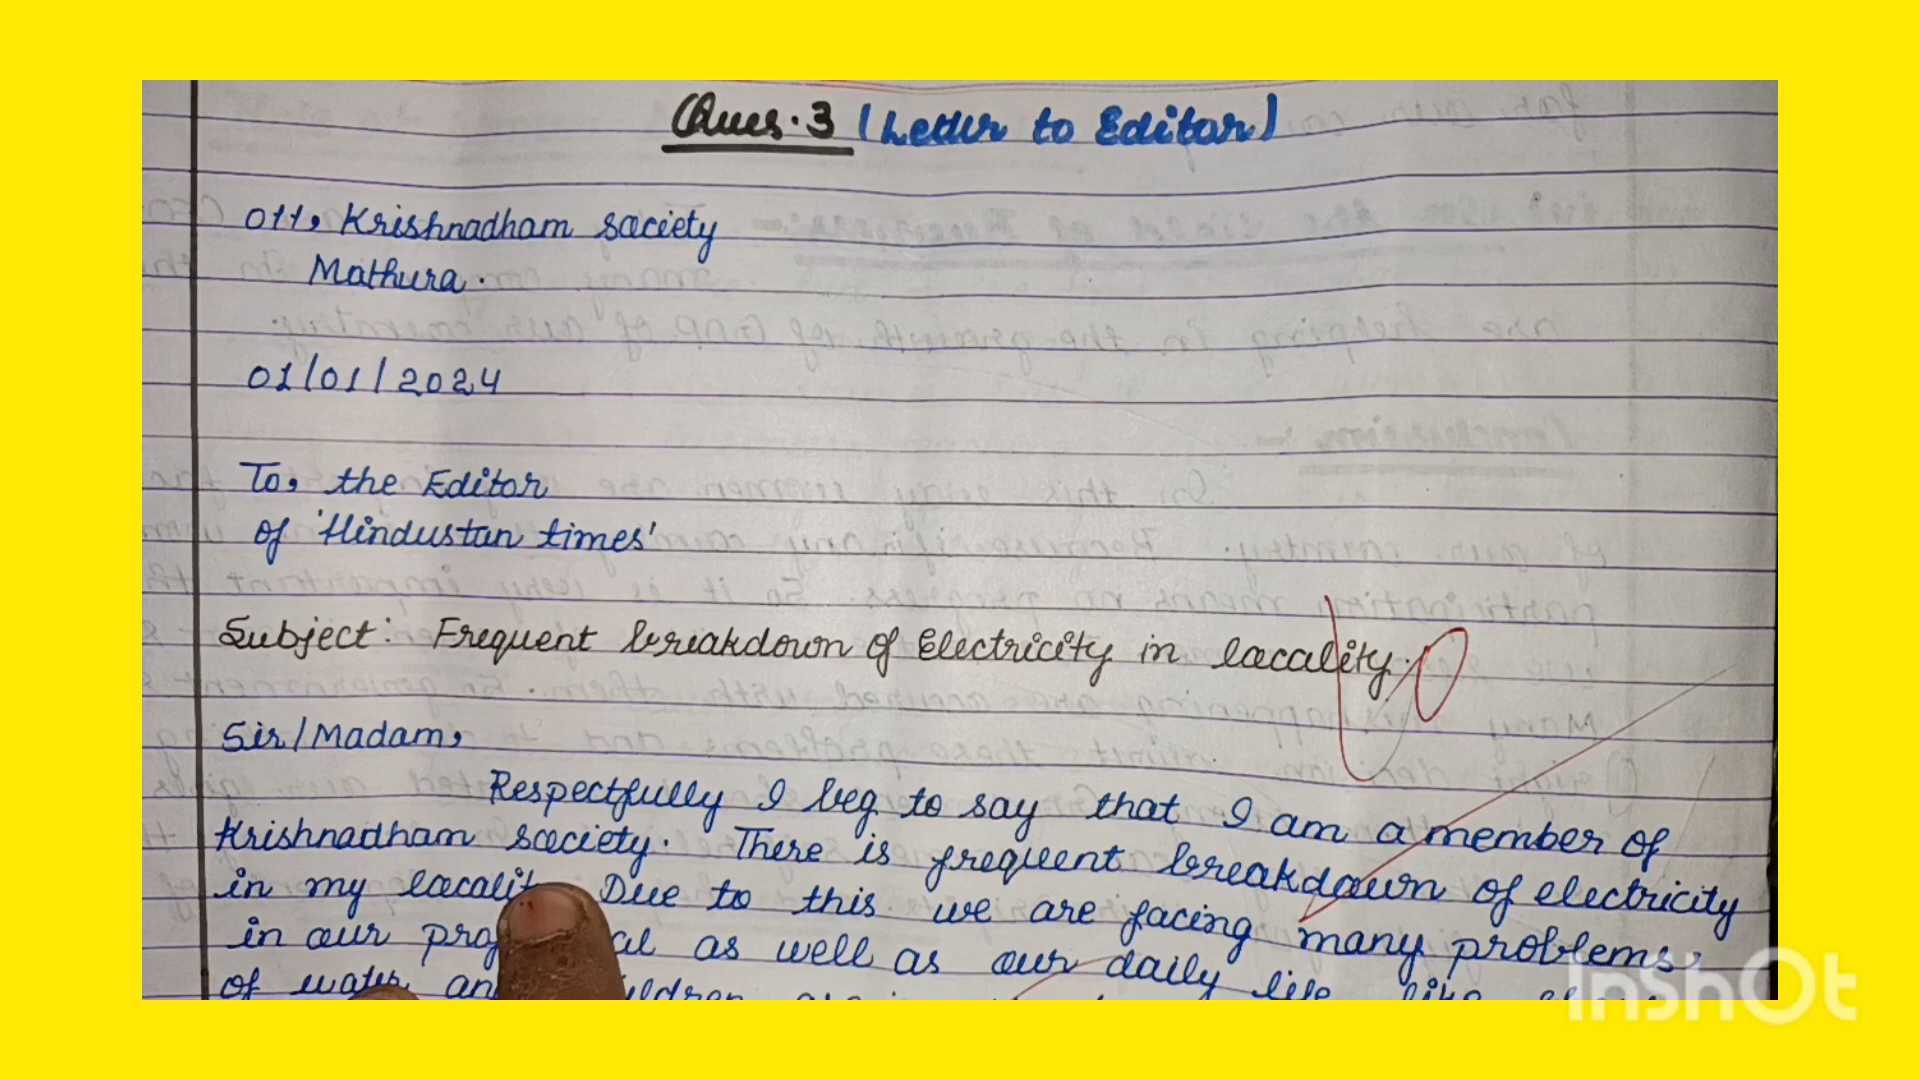 Ques.3 (Letter to Editor)
011, Krishnadham society
Mathura.
01/01/2024
To, the Editor
of 'Hindustan times'
Subject: Frequent breakdown of Electricity in locality.
Sir/Madam,
Respectfully I beg to say that I am a member of
Krishnadham society. There is frequent breakdown of electricity
in my Due to this we are facing many problems
in our as well as our daily life like
of water
InShOt